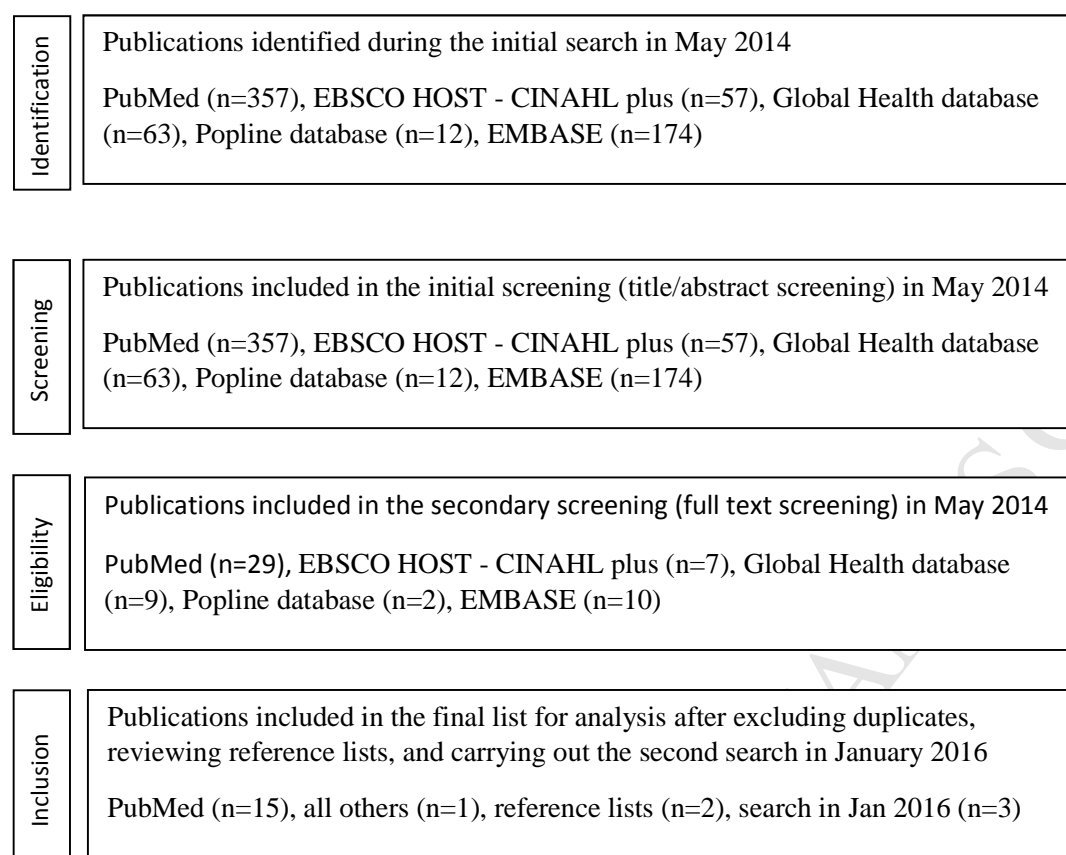 Identification
Publications identified during the initial search in May 2014
PubMed (n=357), EBSCO HOST - CINAHL plus (n=57), Global Health database
(n=63), Popline database (n=12), EMBASE (n=174)
Screening
Publications included in the initial screening (title/abstract screening) in May 2014
PubMed (n=357), EBSCO HOST - CINAHL plus (n=57), Global Health database
(n=63), Popline database (n=12), EMBASE (n=174)
Eligibility
Publications included in the secondary screening (full text screening) in May 2014
PubMed (n=29), EBSCO HOST - CINAHL plus (n=7), Global Health database
(n=9), Popline database (n=2), EMBASE (n=10)
Inclusion
Publications included in the final list for analysis after excluding duplicates,
reviewing reference lists, and carrying out the second search in January 2016
PubMed (n=15), all others (n=1), reference lists (n=2), search in Jan 2016 (n=3)